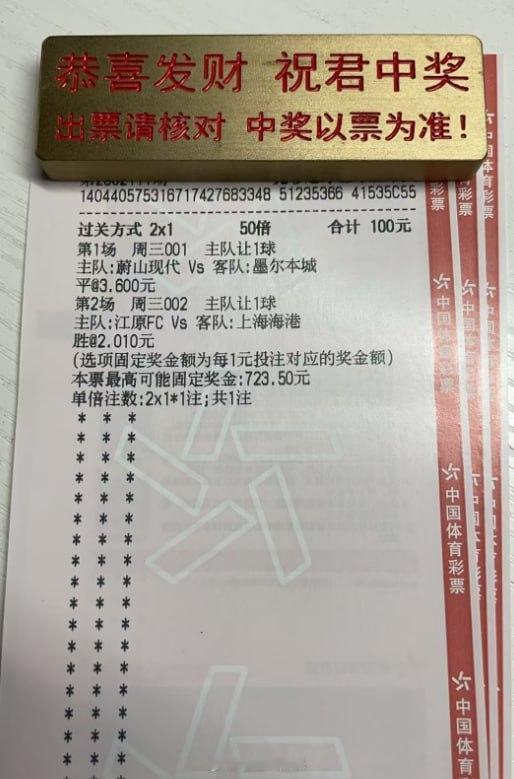 恭喜发财 祝君中奖
出票请核对 中奖以票为准!
140440575316717427683348 51235366 41535C55
过关方式 2x1 50倍 合计 100元
第1场 周三001 主队让1球
主队:蔚山现代 Vs 客队:墨尔本城
平@3.600元
第2场 周三002 主队让1球
主队:江原FC Vs 客队:上海海港
胜@2.010元
(选项固定奖金额为每1元投注对应的奖金额)
本票最高可能固定奖金:723.50元
单倍注数:2x1*1注;共1注
中国体育彩票
中国体育彩票
中国体育彩票